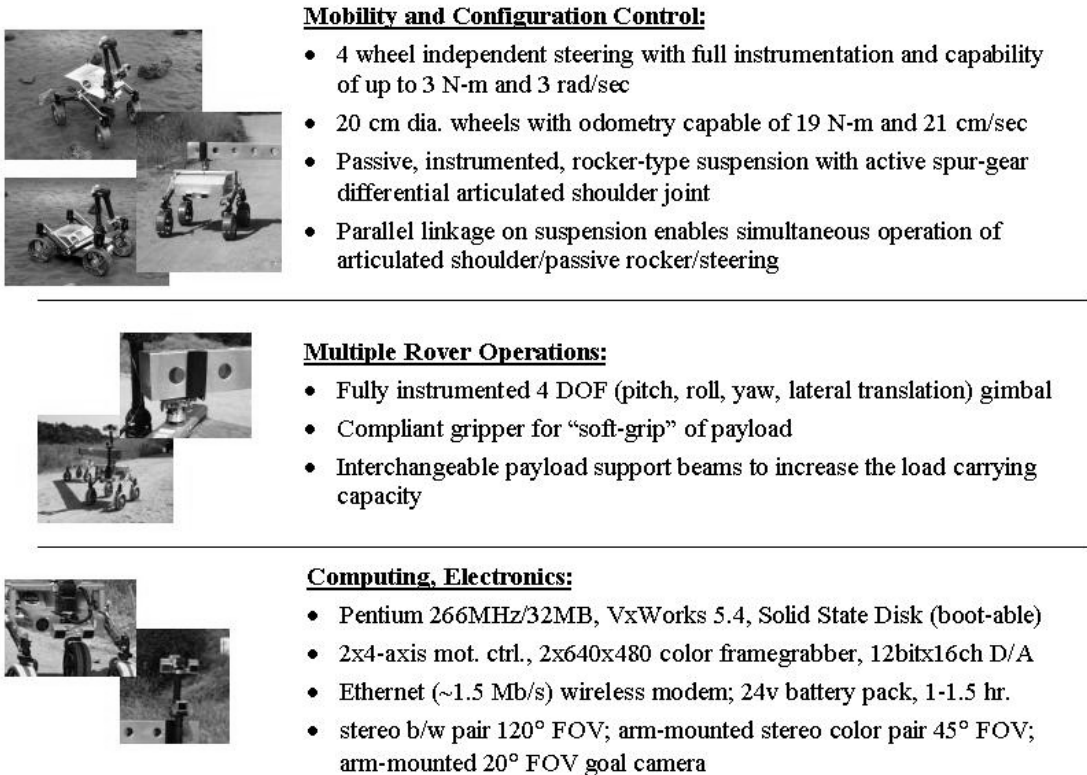 Mobility and Configuration Control:
• 4 wheel independent steering with full instrumentation and capability
of up to 3 N-m and 3 rad/sec
• 20 cm dia. wheels with odometry capable of 19 N-m and 21 cm/sec
• Passive, instrumented, rocker-type suspension with active spur-gear
differential articulated shoulder joint
• Parallel linkage on suspension enables simultaneous operation of
articulated shoulder/passive rocker/steering
Multiple Rover Operations:
• Fully instrumented 4 DOF (pitch, roll, yaw, lateral translation) gimbal
• Compliant gripper for “soft-grip” of payload
• Interchangeable payload support beams to increase the load carrying
capacity
Computing, Electronics:
• Pentium 266MHz/32MB, VxWorks 5.4, Solid State Disk (boot-able)
• 2x4-axis mot. ctrl., 2x640x480 color framegrabber, 12bitx16ch D/A
• Ethernet (~1.5 Mb/s) wireless modem; 24v battery pack, 1-1.5 hr.
• stereo b/w pair 120° FOV; arm-mounted stereo color pair 45° FOV;
arm-mounted 20° FOV goal camera